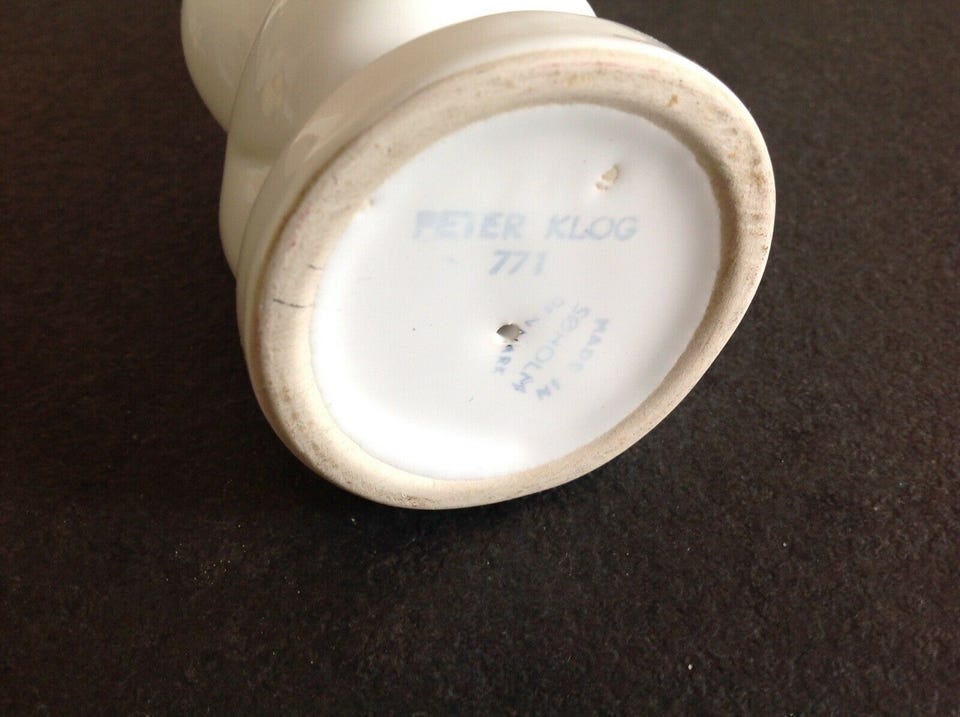 PETER KLOG
771
MADE IN
SØHOLM
DENMARK